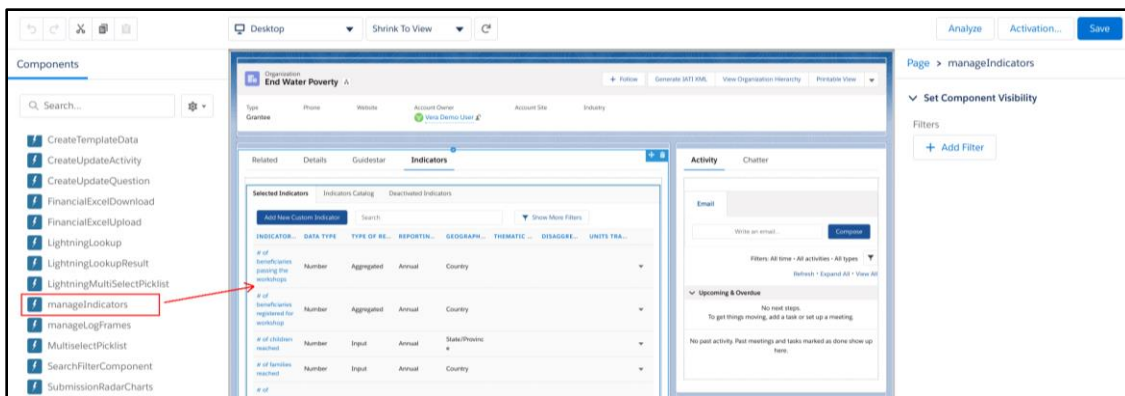 Desktop
Shrink To View
Analyze
Activation...
Save
Components
Search...
CreateTemplateData
CreateUpdateActivity
CreateUpdateQuestion
FinancialExcelDownload
FinancialExcelUpload
LightningLookup
LightningLookupResult
LightningMultiSelectPicklist
manageIndicators
manageLogFrames
MultiselectPicklist
SearchFilterComponent
SubmissionRadarCharts
Organization
End Water Poverty
+ Follow
Generate IATI XML
View Organization Hierarchy
Printable View
Type Phone Website Account Owner Account Site Industry
Grantee Vera Demo User
Related Details Guidestar Indicators
Selected Indicators Indicators Catalog Deactivated Indicators
Add New Custom Indicator Search Show More Filters
INDICATOR... DATA TYPE TYPE OF RE... REPORTIN... GEOGRAPH... THEMATIC ... DISAGGRE... UNITS TRA...
# of beneficiaries passing the workshops Number Aggregated Annual Country
# of beneficiaries registered for workshop Number Aggregated Annual Country
# of children reached Number Input Annual State/Province
# of families reached Number Input Annual Country
# of
Activity Chatter
Email
Write an email...
Compose
Filters: All time • All activities • All types
Refresh • Expand All • View All
Upcoming & Overdue
No next steps.
To get things moving, add a task or set up a meeting.
No past activity. Past meetings and tasks marked as done show up
here.
Page > manageIndicators
Set Component Visibility
Filters
+ Add Filter